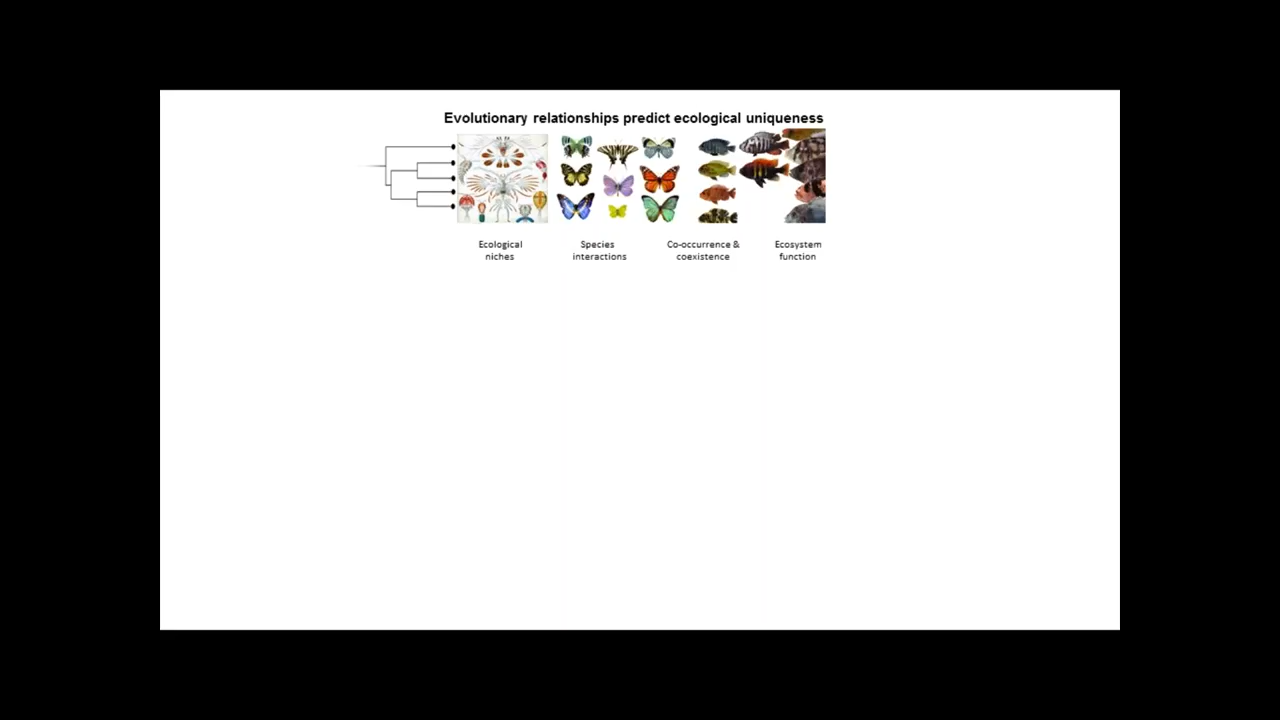 Evolutionary relationships predict ecological uniqueness
Ecological
niches
Species
interactions
Co-occurrence &
coexistence
Ecosystem
function